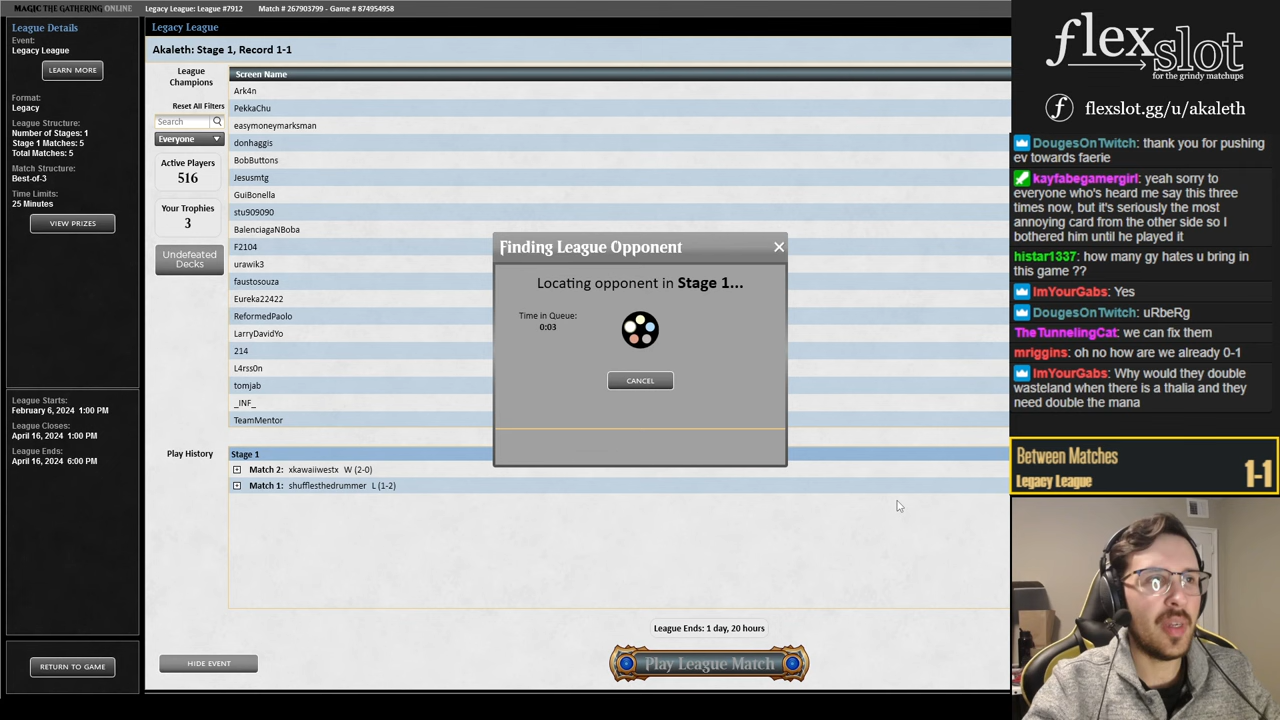 MAGIC THE GATHERING ONLINE
Legacy League: League #7912
Match # 267903799 - Game # 874954958
League Details
Event:
Legacy League
LEARN MORE
Format:
Legacy
League Structure:
Number of Stages: 1
Stage 1 Matches: 5
Total Matches: 5
Match Structure:
Best-of-3
Time Limits:
25 Minutes
VIEW PRIZES
League Starts:
February 6, 2024 1:00 PM
League Closes:
April 16, 2024 1:00 PM
League Ends:
April 16, 2024 6:00 PM
RETURN TO GAME
Legacy League
Akaleth: Stage 1, Record 1-1
League
Champions
Reset All Filters
Search
Everyone
Active Players
516
Your Trophies
3
Undefeated
Decks
Screen Name
Ark4n
PekkaChu
easymoneymarksman
donhaggis
BobButtons
Jesusmtg
GuiBonella
stu909090
BalenciagaNBoba
F2104
urawik3
faustosouza
Eureka22422
ReformedPaolo
LarryDavidYo
214
L4rss0n
tomjab
_INF_
TeamMentor
Play History
Stage 1
Match 2: xkawaiiwestx W (2-0)
Match 1: shufflesthedrummer L (1-2)
Finding League Opponent
Locating opponent in Stage 1...
Time in Queue:
0:03
CANCEL
League Ends: 1 day, 20 hours
HIDE EVENT
Play League Match
flexslot
for the grindy matchups
flexslot.gg/u/akaleth
DougesOnTwitch: thank you for pushing
ev towards faerie
kayfabegamergirl: yeah sorry to
everyone who's heard me say this three
times now, but it's seriously the most
annoying card from the other side so I
bothered him until he played it
histar1337: how many gy hates u bring in
this game ??
ImYourGabs: Yes
DougesOnTwitch: uRbeRg
TheTunnelingCat: we can fix them
mriggins: oh no how are we already 0-1
ImYourGabs: Why would they double
wasteland when there is a thalia and they
need double the mana
Between Matches
Legacy League
1-1